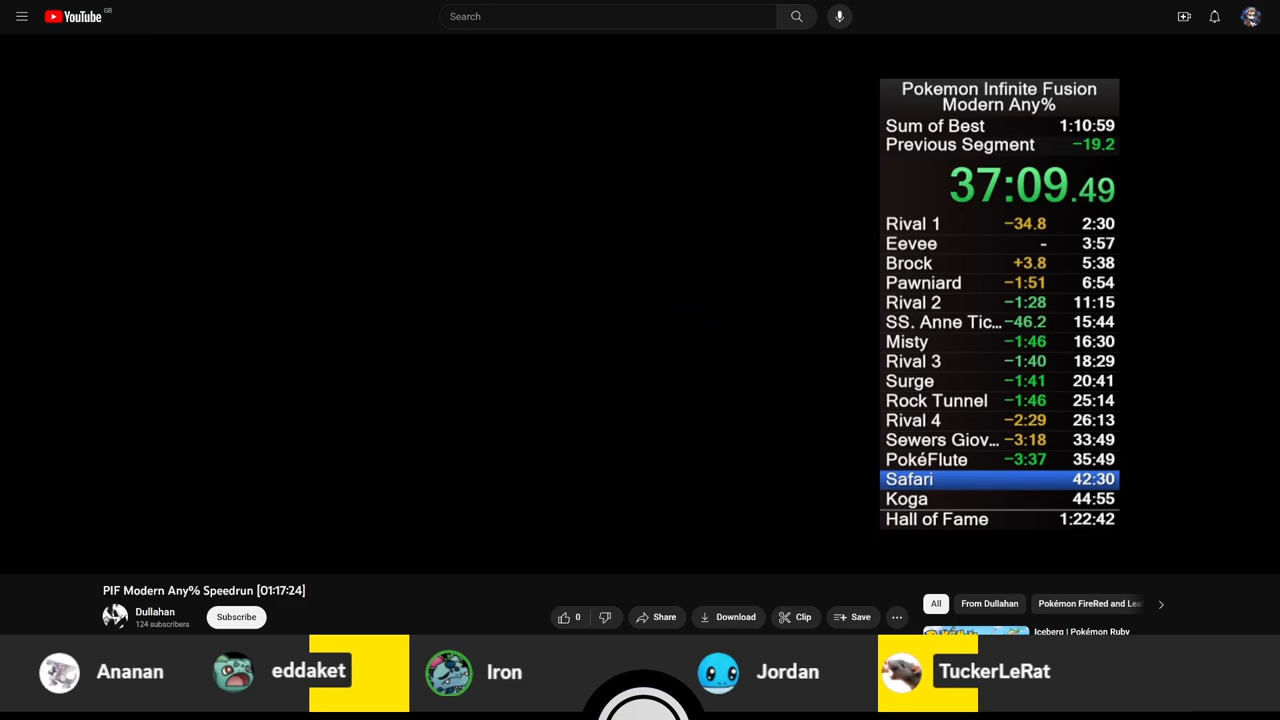 YouTube GB
Search
Pokemon Infinite Fusion
Modern Any%
Sum of Best 1:10:59
Previous Segment −19.2
37:09.49
Rival 1 −34.8 2:30
Eevee - 3:57
Brock +3.8 5:38
Pawniard −1:51 6:54
Rival 2 −1:28 11:15
SS. Anne Tic... −46.2 15:44
Misty −1:46 16:30
Rival 3 −1:40 18:29
Surge −1:41 20:41
Rock Tunnel −1:46 25:14
Rival 4 −2:29 26:13
Sewers Giov... −3:18 33:49
PokéFlute −3:37 35:49
Safari 42:30
Koga 44:55
Hall of Fame 1:22:42
PIF Modern Any% Speedrun [01:17:24]
Dullahan
124 subscribers
Subscribe
0
Share
Download
Clip
Save
All
From Dullahan
Pokémon FireRed and Lea
Iceberg | Pokémon Ruby
Ananan
eddaket
Iron
Jordan
TuckerLeRat